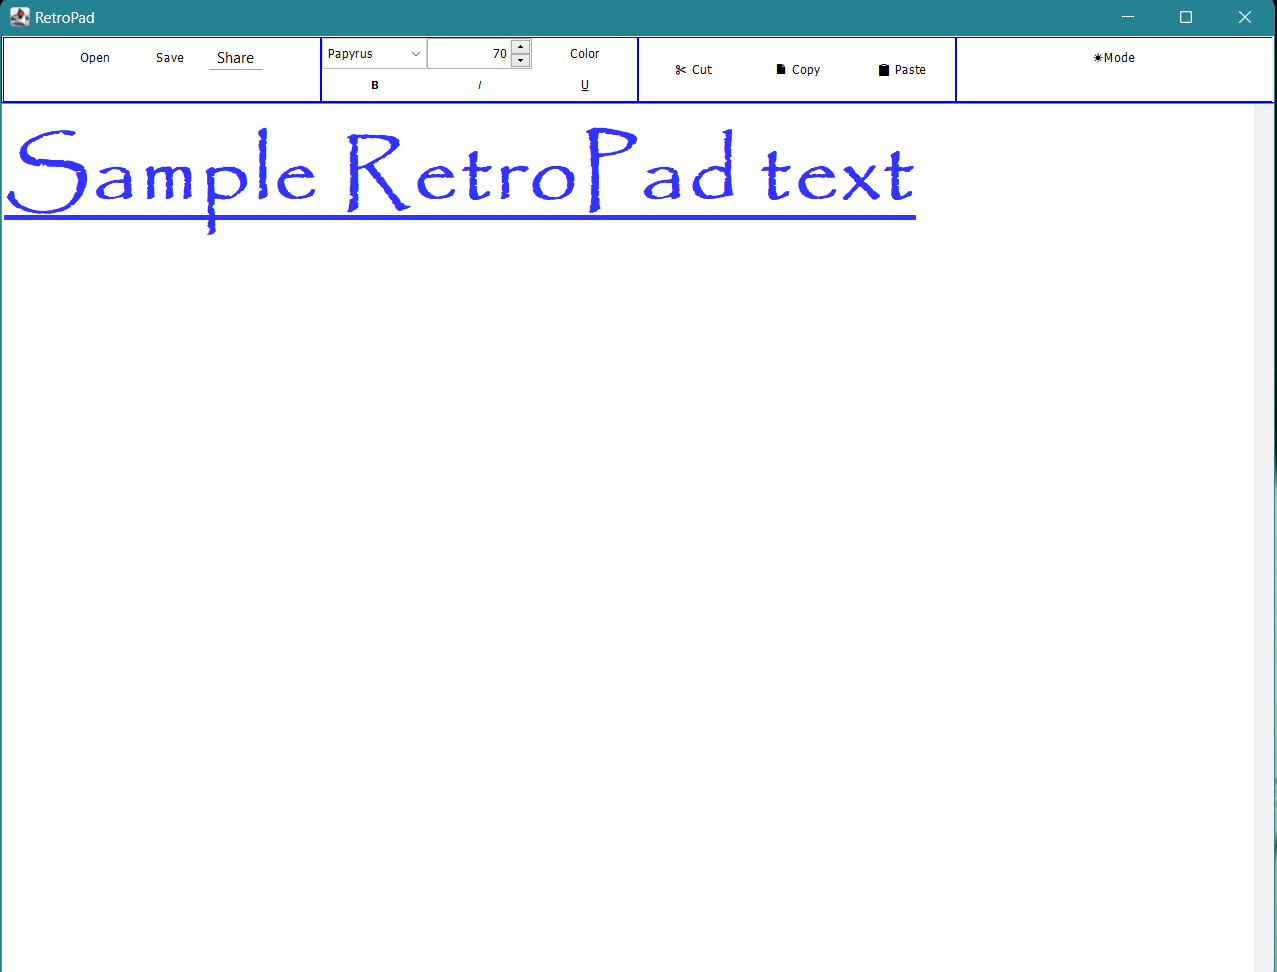 RetroPad
Open Save Share
Papyrus 70 Color
B I U
Cut Copy Paste
Mode
Sample RetroPad text